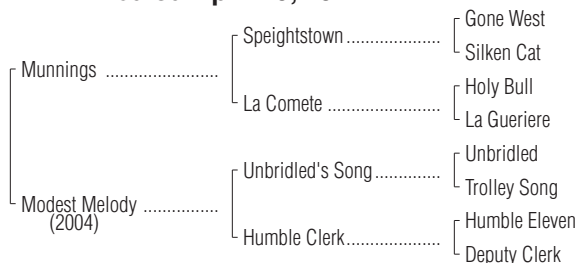 Gone West
Speightstown
Silken Cat
Munnings
Holy Bull
La Comete
La Gueriere
Unbridled
Unbridled's Song
Trolley Song
Modest Melody
(2004)
Humble Eleven
Humble Clerk
Deputy Clerk